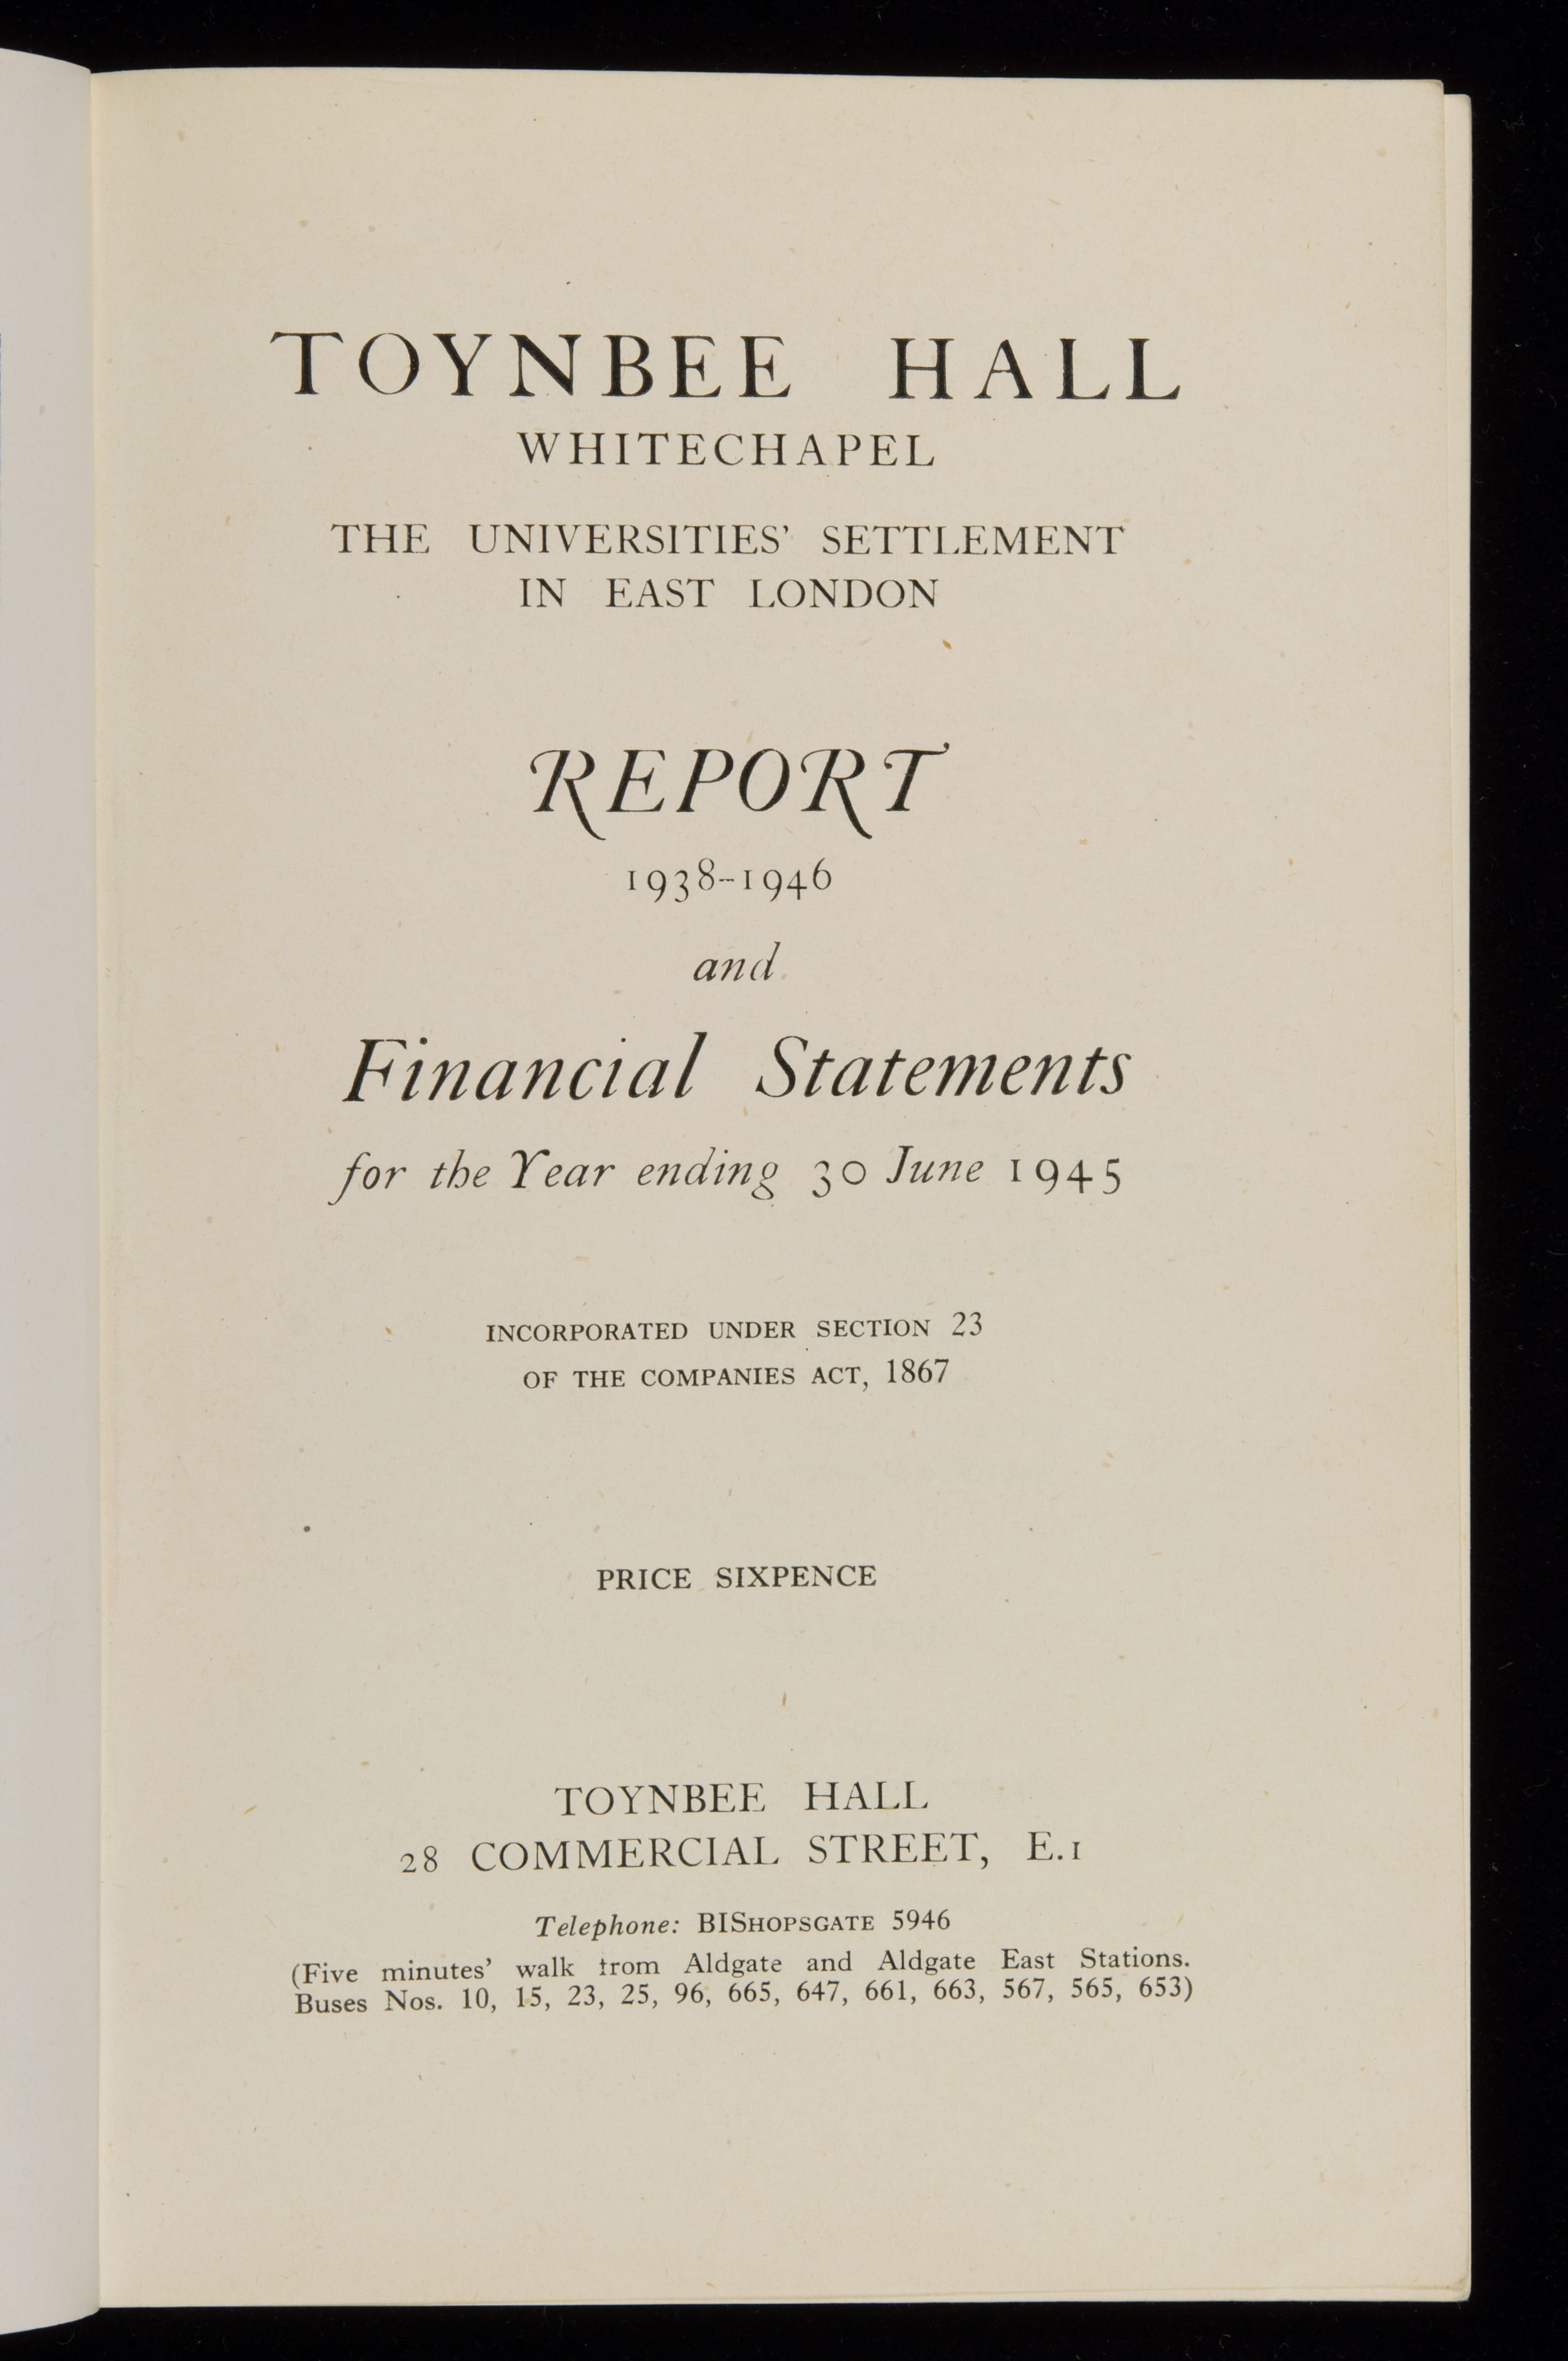 TOYNBEE HALL
WHITECHAPEL
THE UNIVERSITIES’ SETTLEMENT
IN EAST LONDON
REPORT
1938–1946
and
Financial Statements
for the Year ending 30 June 1945
INCORPORATED UNDER SECTION 23
OF THE COMPANIES ACT, 1867
PRICE SIXPENCE
TOYNBEE HALL
28 COMMERCIAL STREET, E.1
Telephone: BISHOPSGATE 5946
(Five minutes’ walk from Aldgate and Aldgate East Stations.
Buses Nos. 10, 15, 23, 25, 96, 665, 647, 661, 663, 567, 565, 653)